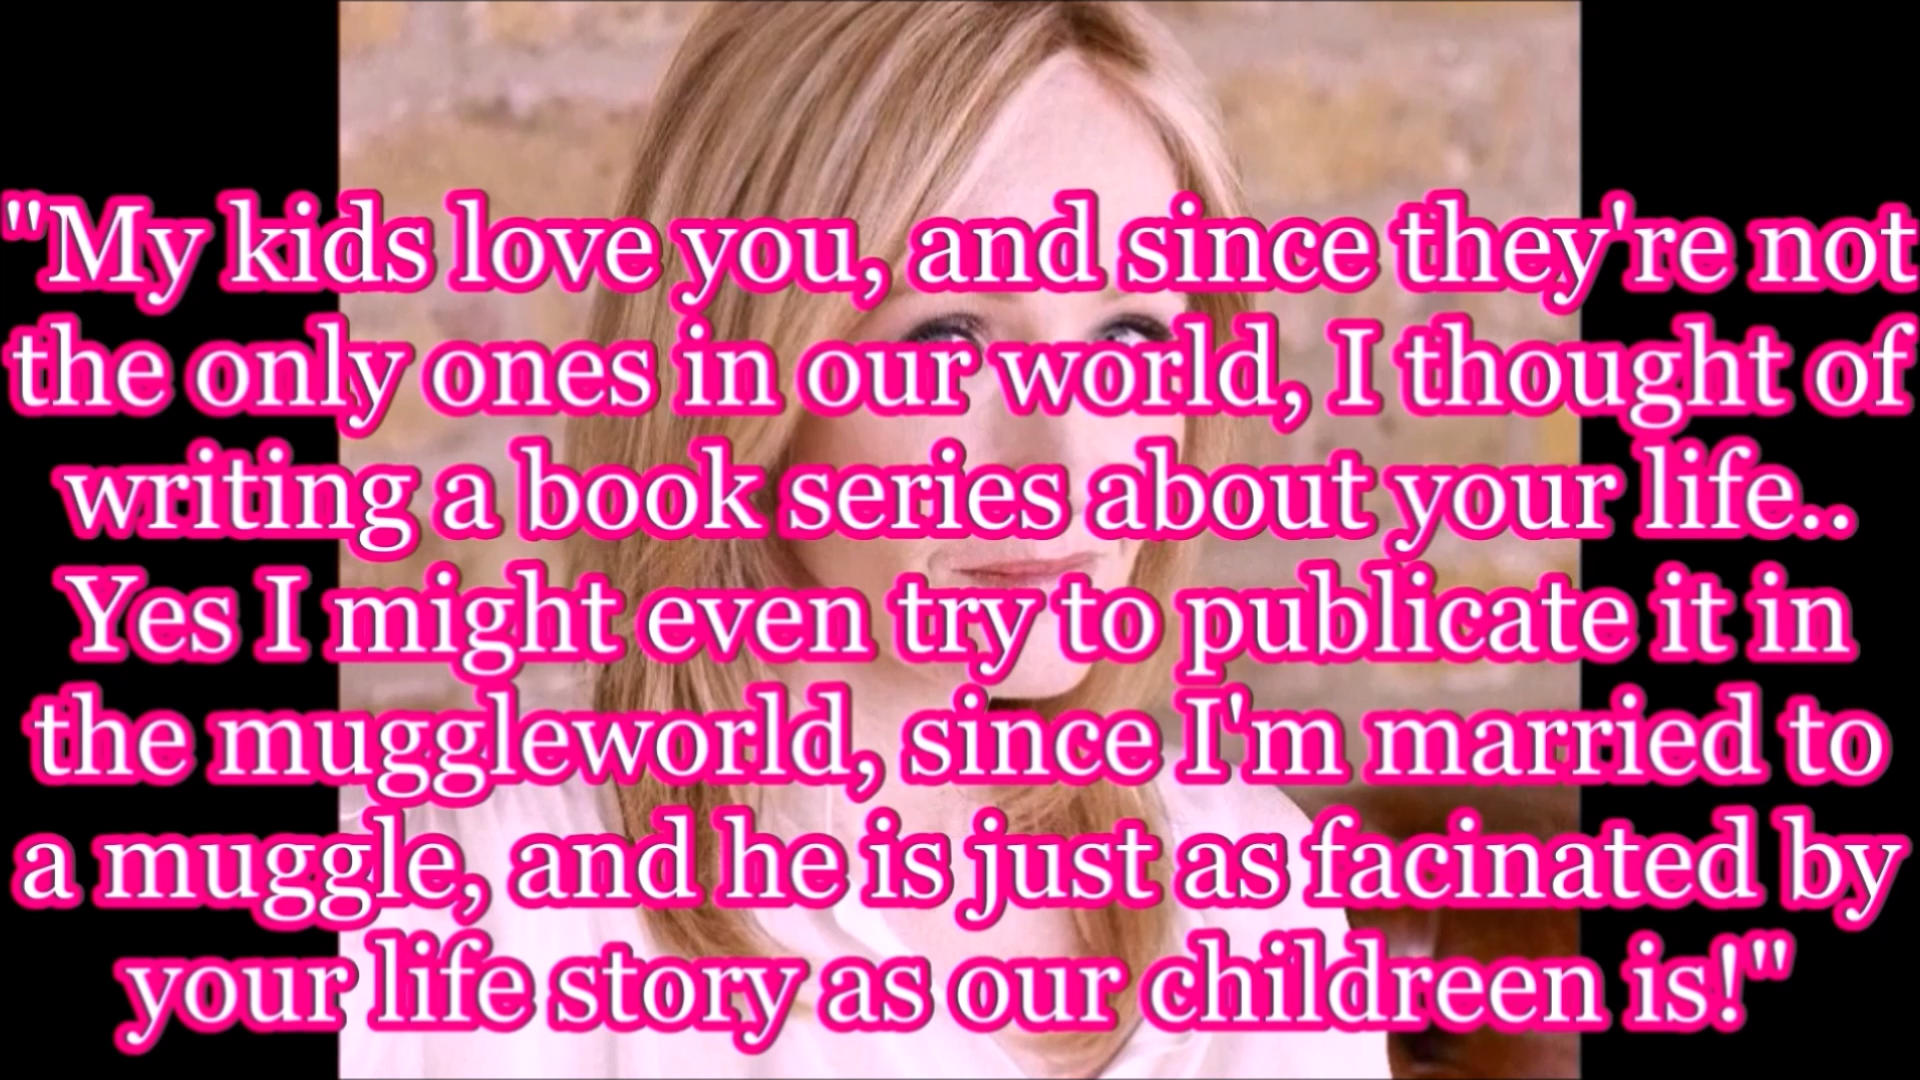 "My kids love you, and since they're not
the only ones in our world, I thought of
writing a book series about your life..
Yes I might even try to publicate it in
the muggleworld, since I'm married to
a muggle, and he is just as facinated by
your life story as our childreen is!"